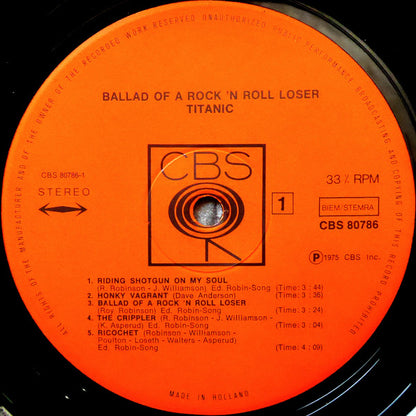 ALL RIGHTS OF THE MANUFACTURER AND OF THE OWNER OF THE RECORDED WORK RESERVED UNAUTHORIZED PUBLIC PERFORMANCE BROADCASTING AND COPYING OF THIS RECORD PROHIBITED
BALLAD OF A ROCK 'N ROLL LOSER
TITANIC
CBS 80786-1
STEREO
CBS
1
33⅓ RPM
BIEM/STEMRA
CBS 80786
Ⓟ 1975 CBS Inc.
1. RIDING SHOTGUN ON MY SOUL
(R. Robinson - J. Williamson) Ed. Robin-Song (Time: 3 : 44)
2. HONKY VAGRANT (Dave Anderson) (Time: 3 : 35)
3. BALLAD OF A ROCK 'N ROLL LOSER
(Roy Robinson) Ed. Robin-Song (Time: 3 : 24)
4. THE CRIPPLER (R. Robinson - J. Williamson -
K. Asperud) Ed. Robin-Song (Time: 3 : 04)
5. RICOCHET (Robinson - Williamson -
Poulton - Loseth - Walters - Asperud)
Ed. Robin-Song (Time: 4 : 09)
MADE IN HOLLAND